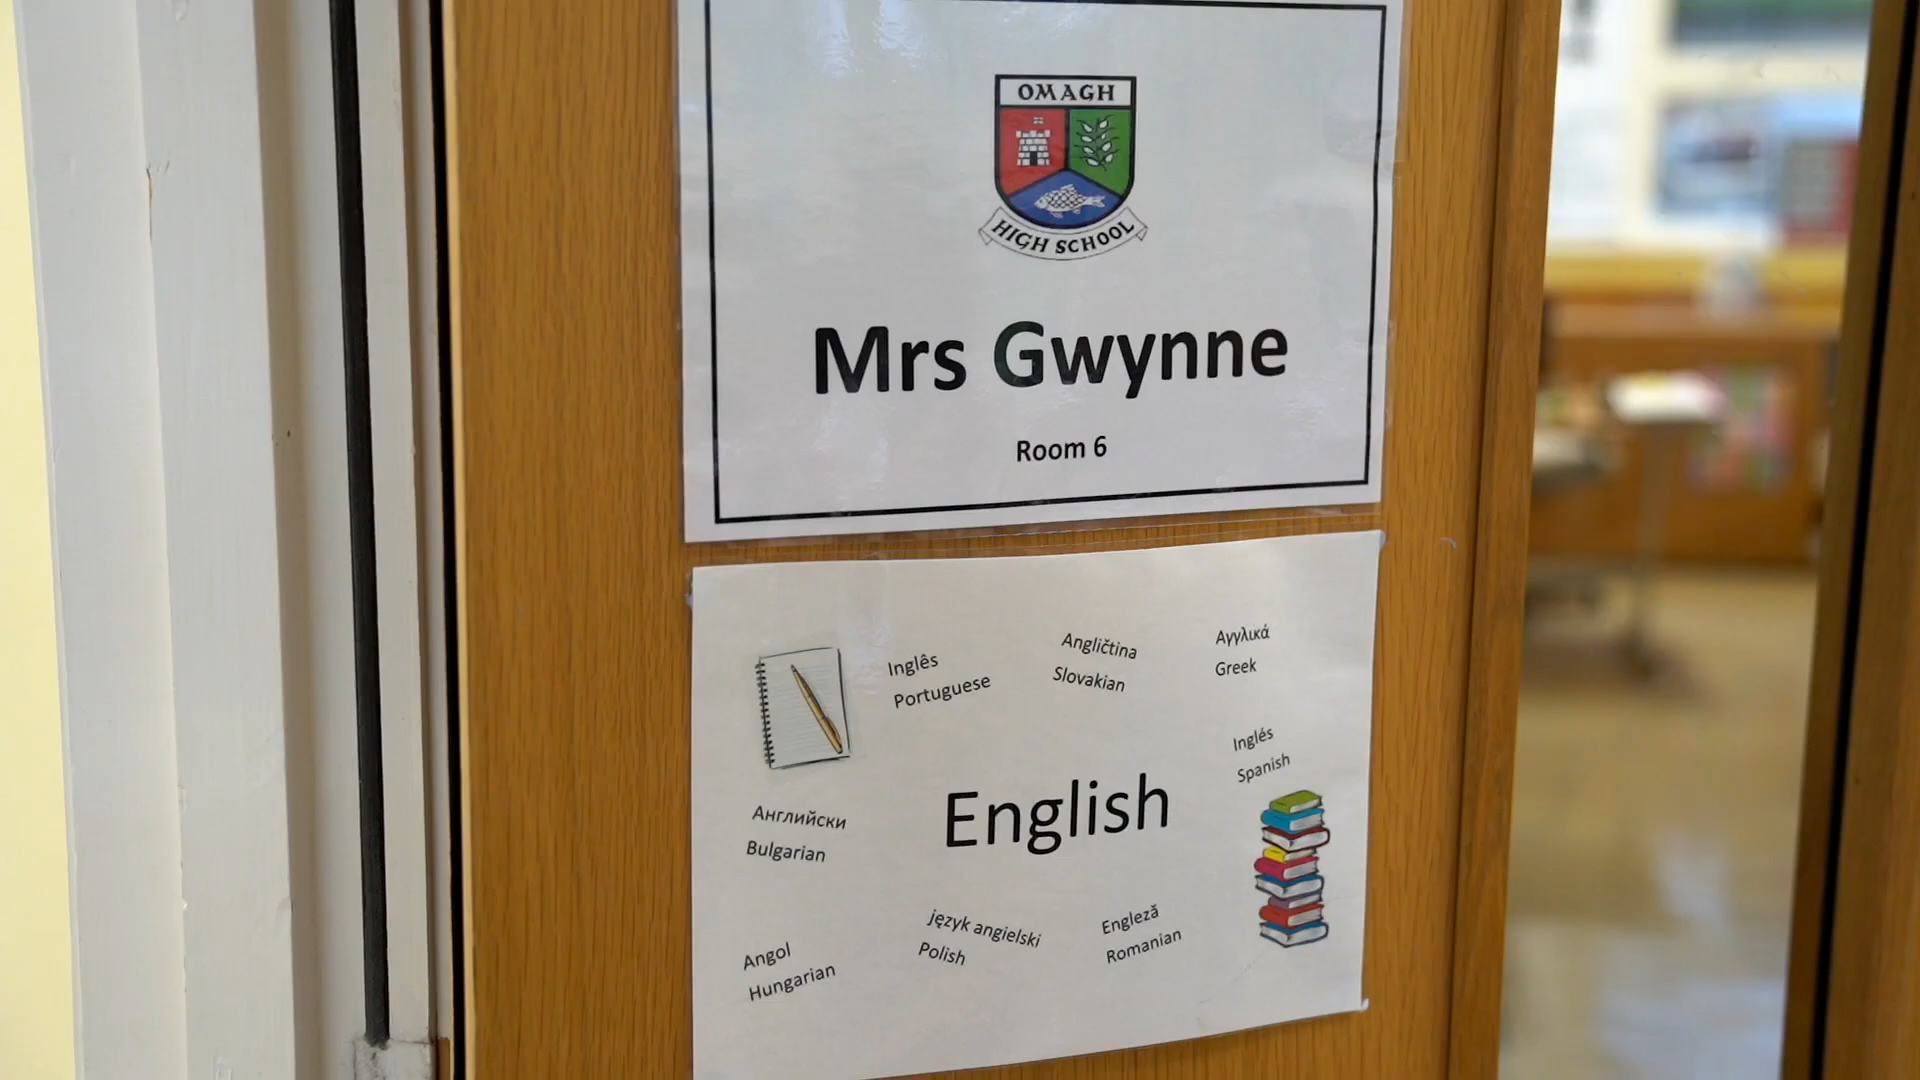 OMAGH
HIGH SCHOOL
Mrs Gwynne
Room 6
Inglês
Portuguese
Angličtina
Slovakian
Αγγλικά
Greek
Inglés
Spanish
English
Английски
Bulgarian
język angielski
Polish
Engleză
Romanian
Angol
Hungarian